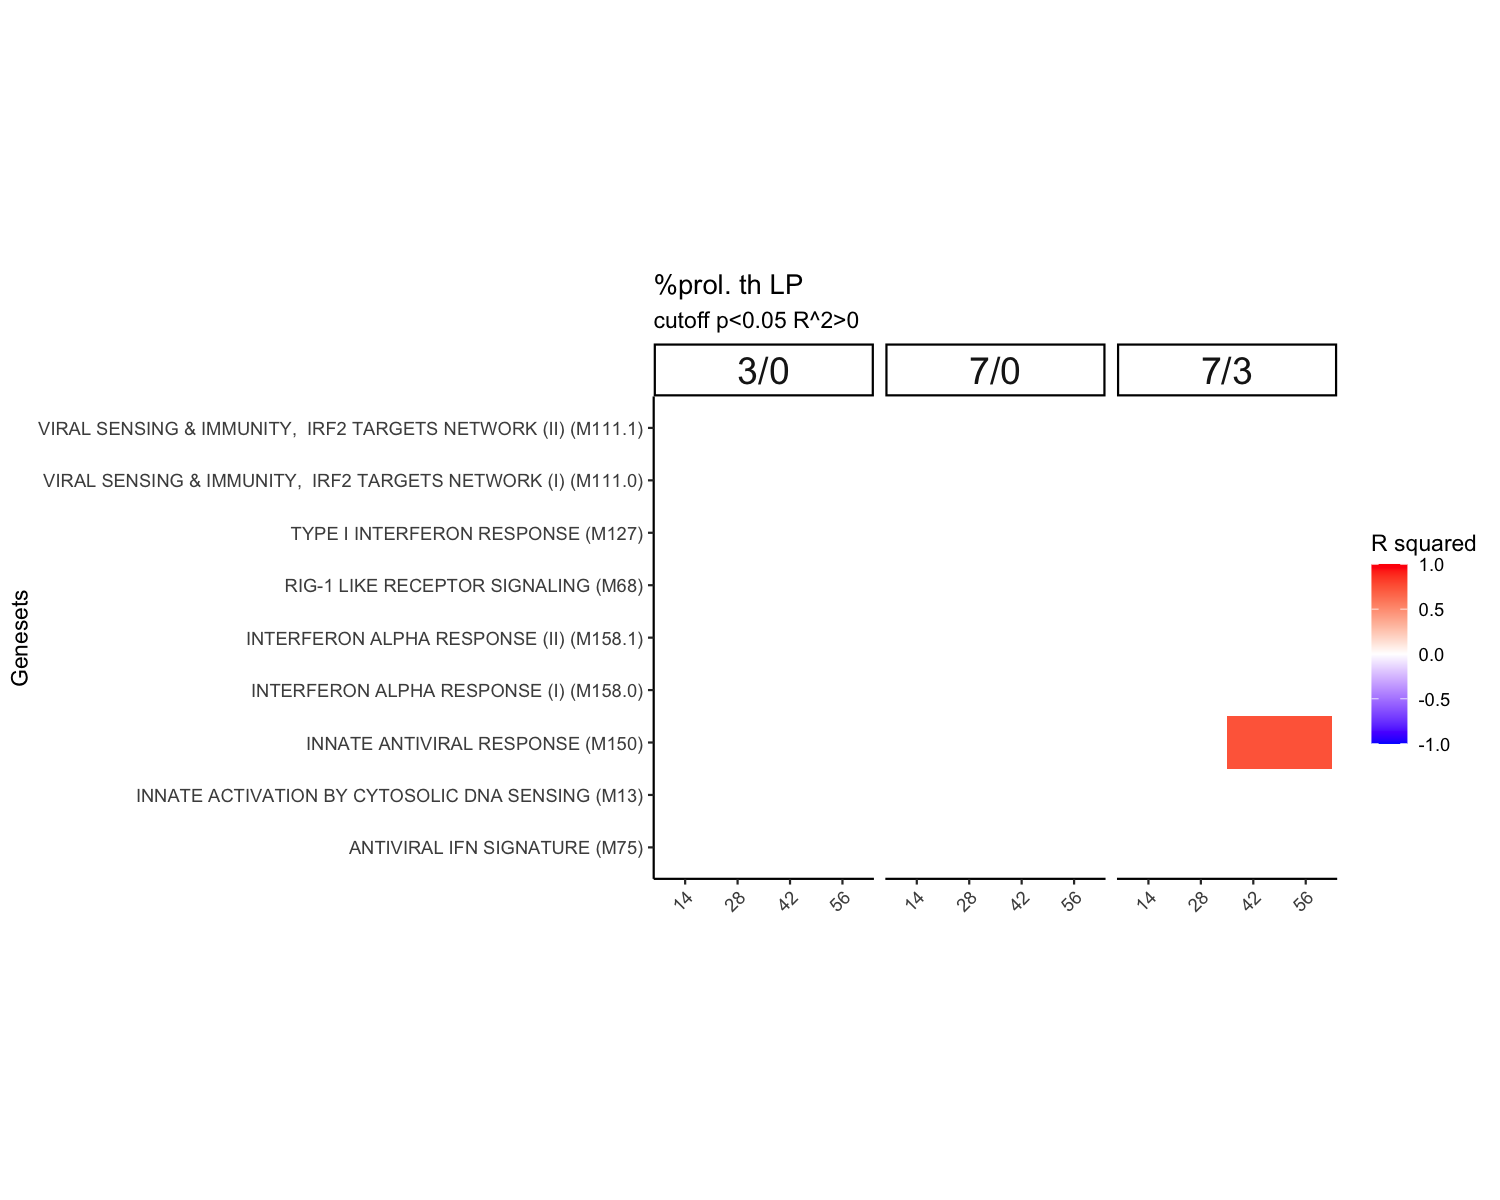 %prol. th LP
cutoff p<0.05 R^2>0
3/0 7/0 7/3
VIRAL SENSING & IMMUNITY,  IRF2 TARGETS NETWORK (II) (M111.1)
VIRAL SENSING & IMMUNITY,  IRF2 TARGETS NETWORK (I) (M111.0)
TYPE I INTERFERON RESPONSE (M127)
RIG-1 LIKE RECEPTOR SIGNALING (M68)
INTERFERON ALPHA RESPONSE (II) (M158.1)
INTERFERON ALPHA RESPONSE (I) (M158.0)
INNATE ANTIVIRAL RESPONSE (M150)
INNATE ACTIVATION BY CYTOSOLIC DNA SENSING (M13)
ANTIVIRAL IFN SIGNATURE (M75)
Genesets
14 28 42 56 14 28 42 56 14 28 42 56
R squared
1.0
0.5
0.0
-0.5
-1.0